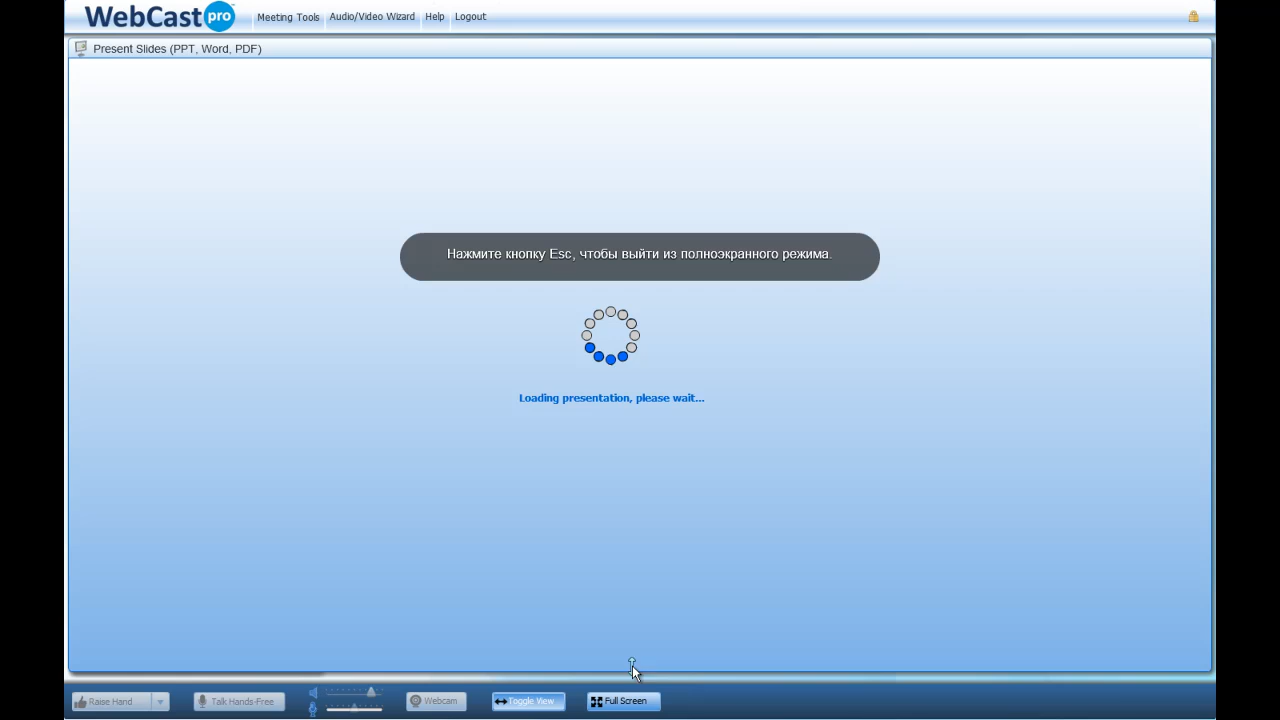 WebCast pro Meeting Tools Audio/Video Wizard Help Logout
Present Slides (PPT, Word, PDF)
Нажмите кнопку Esc, чтобы выйти из полноэкранного режима.
Loading presentation, please wait...
Raise Hand Talk Hands-Free Webcam Toggle View Full Screen